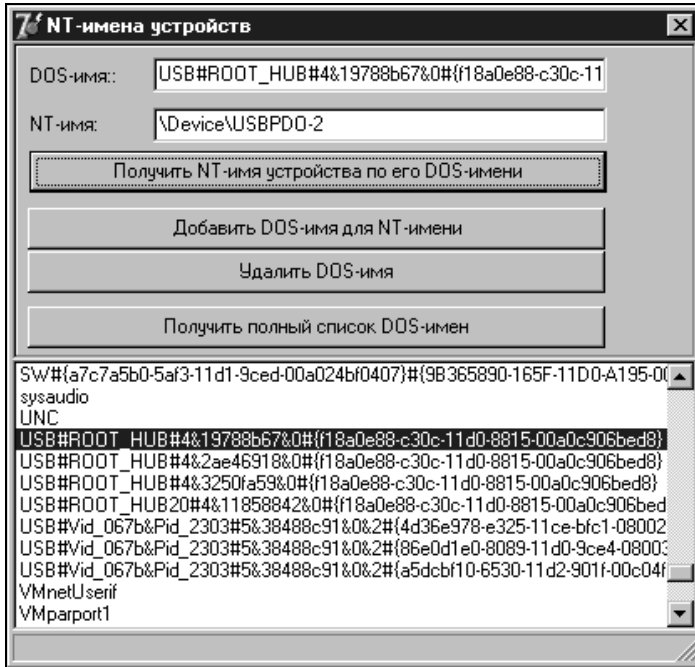 NT-имена устройств
DOS-имя::
USB#ROOT_HUB#4&19788b67&0#{f18a0e88-c30c-11
NT-имя:
\Device\USBPDO-2
Получить NT-имя устройства по его DOS-имени
Добавить DOS-имя для NT-имени
Удалить DOS-имя
Получить полный список DOS-имен
SW#{a7c7a5b0-5af3-11d1-9ced-00a024bf0407}#{9B365890-165F-11D0-A195-00
sysaudio
UNC
USB#ROOT_HUB#4&19788b67&0#{f18a0e88-c30c-11d0-8815-00a0c906bed8}
USB#ROOT_HUB#4&2ae46918&0#{f18a0e88-c30c-11d0-8815-00a0c906bed8}
USB#ROOT_HUB#4&3250fa59&0#{f18a0e88-c30c-11d0-8815-00a0c906bed8}
USB#ROOT_HUB20#4&11858842&0#{f18a0e88-c30c-11d0-8815-00a0c906bed
USB#Vid_067b&Pid_2303#5&38488c91&0&2#{4d36e978-e325-11ce-bfc1-08002
USB#Vid_067b&Pid_2303#5&38488c91&0&2#{86e0d1e0-8089-11d0-9ce4-08003
USB#Vid_067b&Pid_2303#5&38488c91&0&2#{a5dcbf10-6530-11d2-901f-00c04f
VMnetUserif
VMparport1